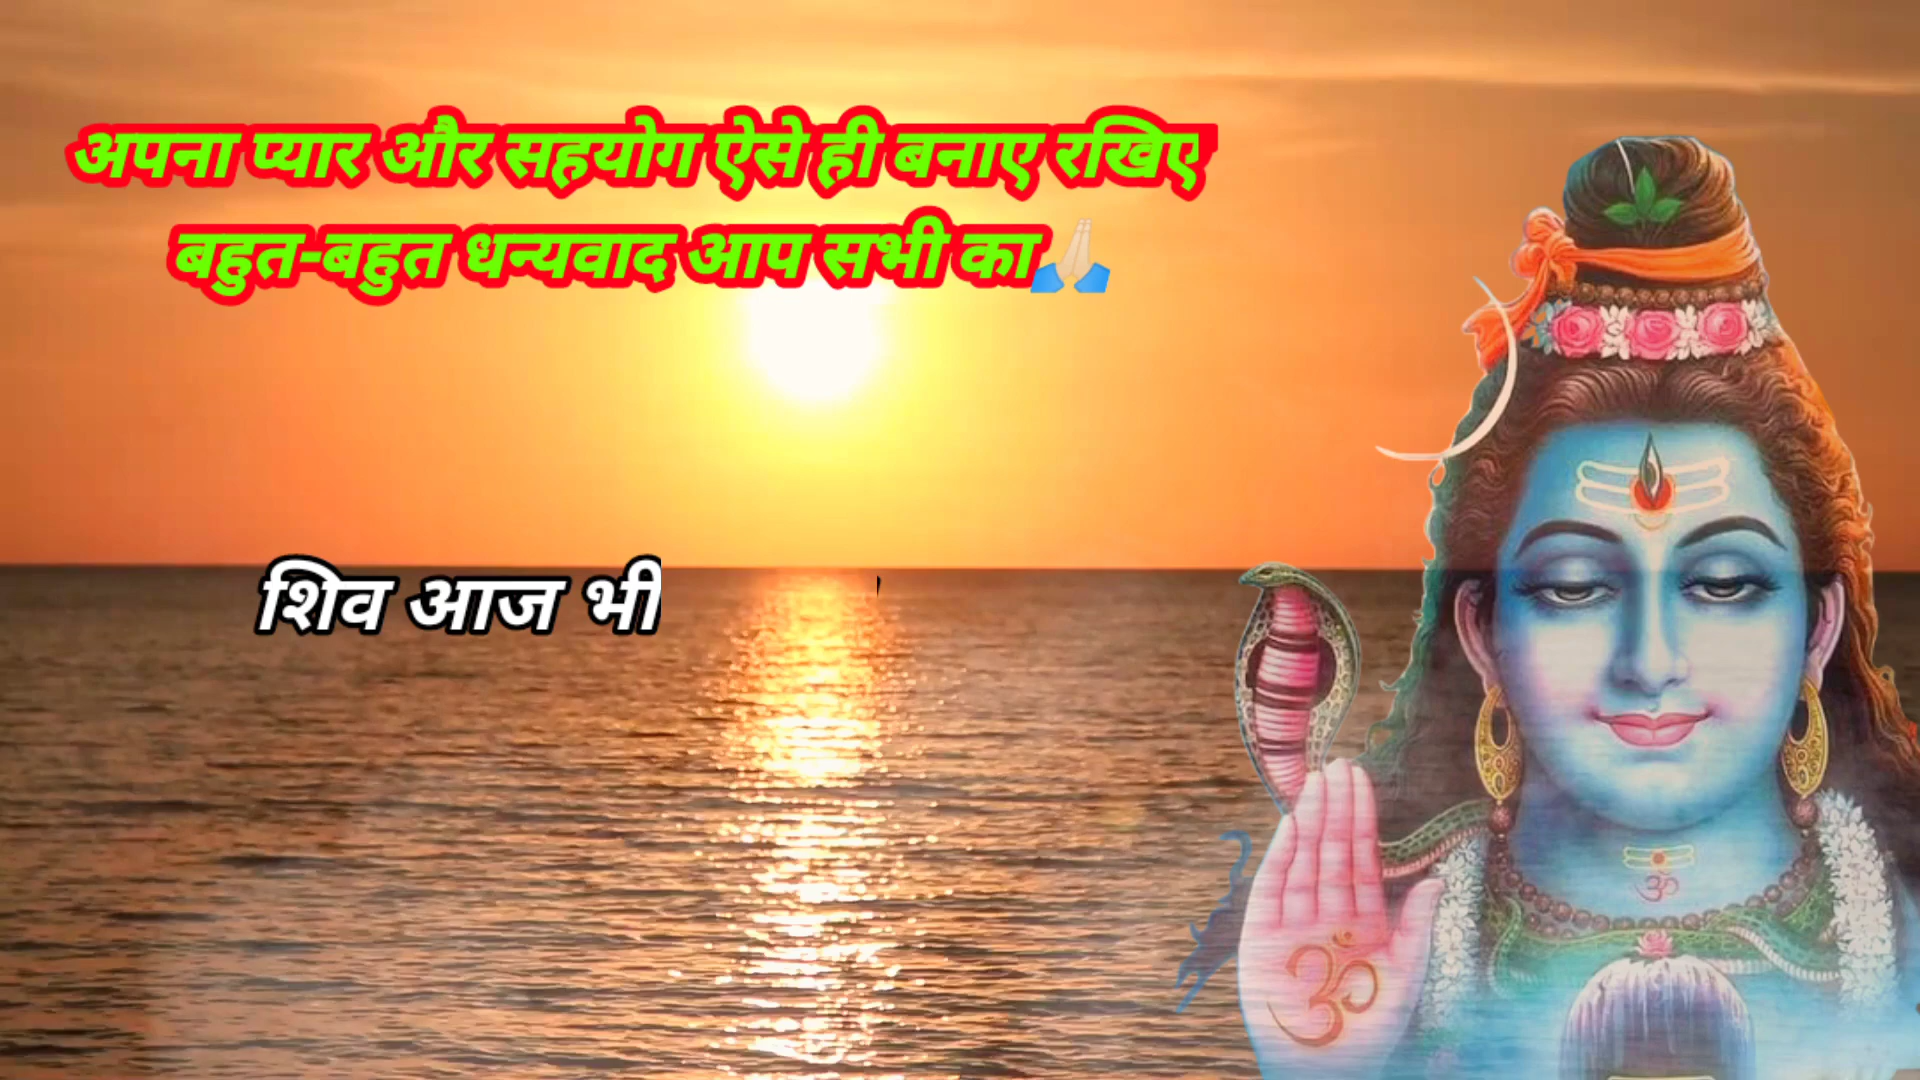 अपना प्यार और सहयोग ऐसे ही बनाए रखिए
बहुत-बहुत धन्यवाद आप सभी का🙏🏻
शिव आज भी
ॐ
ॐ